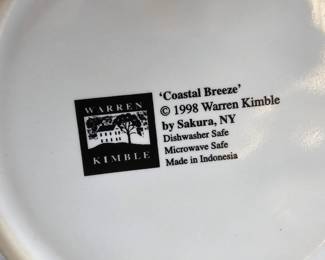 WARREN
KIMBLE
'Coastal Breeze'
© 1998 Warren Kimble
by Sakura, NY
Dishwasher Safe
Microwave Safe
Made in Indonesia